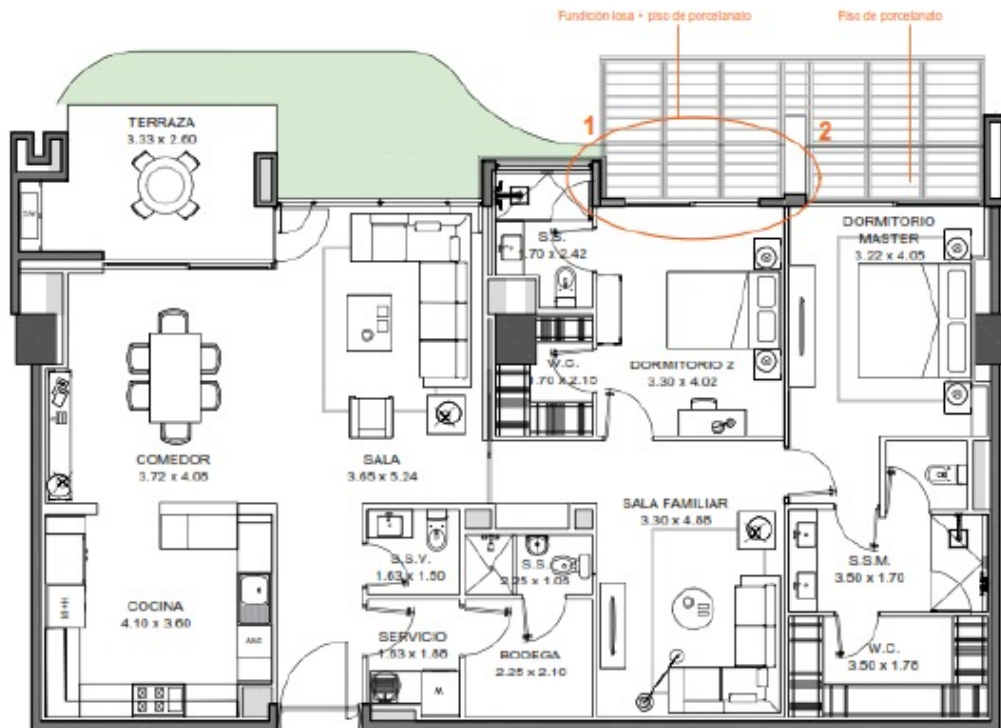 Fundición losa + piso de porcelanato
Piso de porcelanato
1
2
TERRAZA
3.33 x 2.60
DORMITORIO
MASTER
3.22 x 4.05
S.S.
1.70 x 2.42
W.C.
1.70 x 2.10
DORMITORIO 2
3.30 x 4.02
COMEDOR
3.72 x 4.08
SALA
3.65 x 5.24
SALA FAMILIAR
3.30 x 4.88
S.S.V.
1.63 x 1.50
S.S.
2.25 x 1.05
S.S.M.
3.50 x 1.70
COCINA
4.10 x 3.60
SERVICIO
1.63 x 1.88
BODEGA
2.25 x 2.10
W.C.
3.50 x 1.78
W